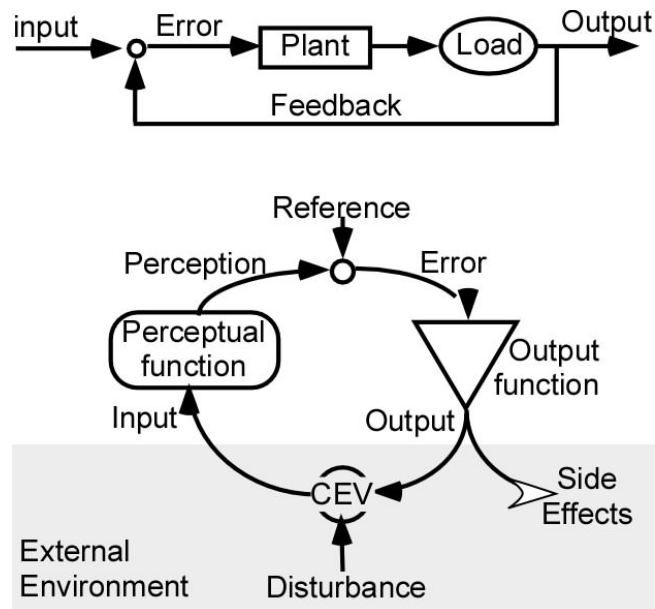 input
Error
Plant
Load
Output
Feedback
Reference
Perception
Error
Perceptual
function
Output
function
Input
Output
CEV
Side
Effects
External
Environment
Disturbance